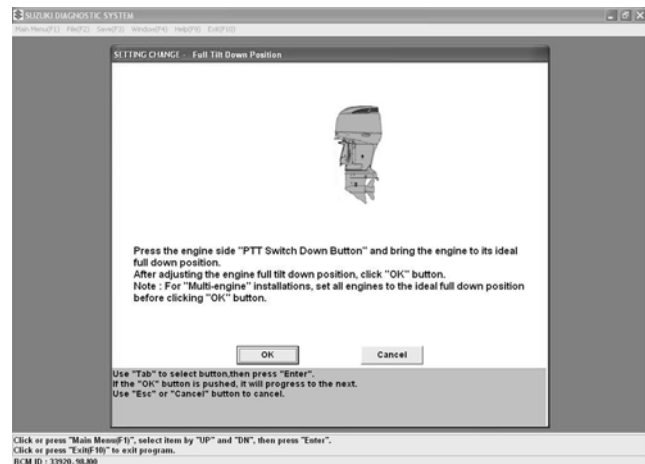 SUZUKI DIAGNOSTIC SYSTEM
Main Menu(F1) File(F2) Save(F3) Window(F4) Help(F9) Exit(F10)
SETTING CHANGE - Full Tilt Down Position
Press the engine side "PTT Switch Down Button" and bring the engine to its ideal
full down position.
After adjusting the engine full tilt down position, click "OK" button.
Note : For "Multi-engine" installations, set all engines to the ideal full down position
before clicking "OK" button.
OK Cancel
Use "Tab" to select button,then press "Enter".
If the "OK" button is pushed, it will progress to the next.
Use "Esc" or "Cancel" button to cancel.
Click or press "Main Menu(F1)", select item by "UP" and "DN", then press "Enter".
Click or press "Exit(F10)" to exit program.
BCM ID : 33920-98J00